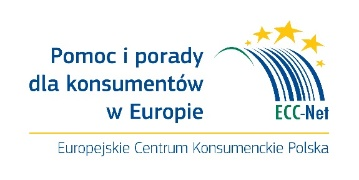 Pomoc i porady
dla konsumentów
w Europie
ECC-Net
Europejskie Centrum Konsumenckie Polska